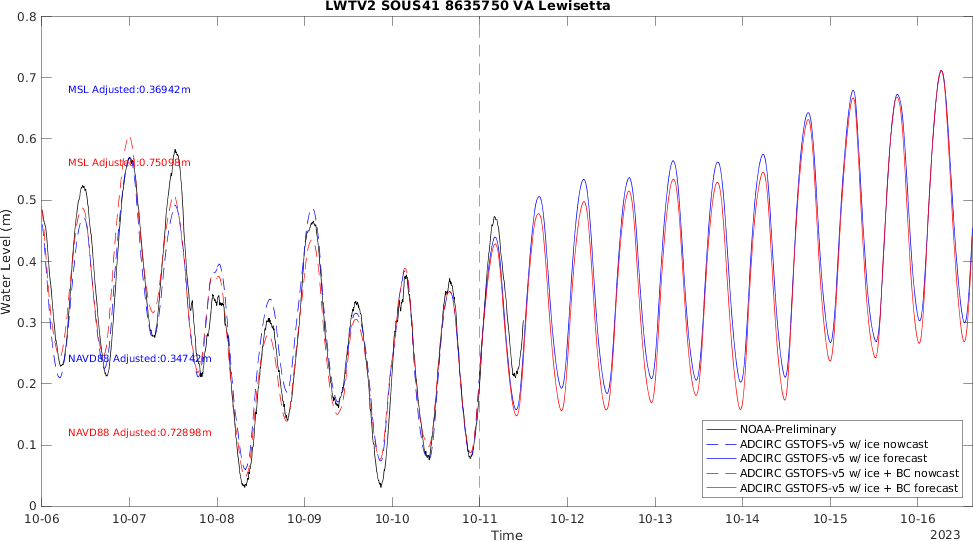 LWTV2 SOUS41 8635750 VA Lewisetta
0.8
0.7
0.6
0.5
0.4
0.3
0.2
0.1
0
Water Level (m)
MSL Adjusted:0.36942m
MSL Adjusted:0.75098m
NAVD88 Adjusted:0.34742m
NAVD88 Adjusted:0.72898m
NOAA-Preliminary
ADCIRC GSTOFS-v5 w/ ice nowcast
ADCIRC GSTOFS-v5 w/ ice forecast
ADCIRC GSTOFS-v5 w/ ice + BC nowcast
ADCIRC GSTOFS-v5 w/ ice + BC forecast
10-06 10-07 10-08 10-09 10-10 10-11 10-12 10-13 10-14 10-15 10-16
Time
2023